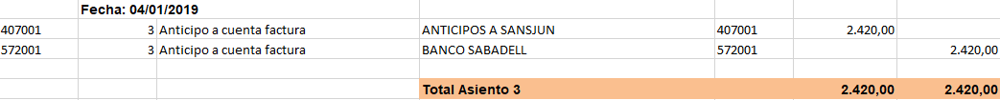 Fecha: 04/01/2019
407001 3 Anticipo a cuenta factura ANTICIPOS A SANSJUN 407001 2.420,00
572001 3 Anticipo a cuenta factura BANCO SABADELL 572001 2.420,00
Total Asiento 3 2.420,00 2.420,00